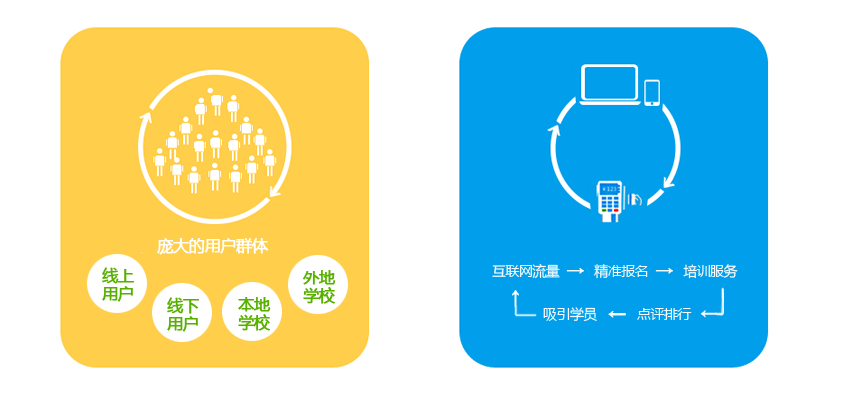 庞大的用户群体
线上
用户
线下
用户
本地
学校
外地
学校
互联网流量 → 精准报名 → 培训服务
吸引学员 ← 点评排行 ←